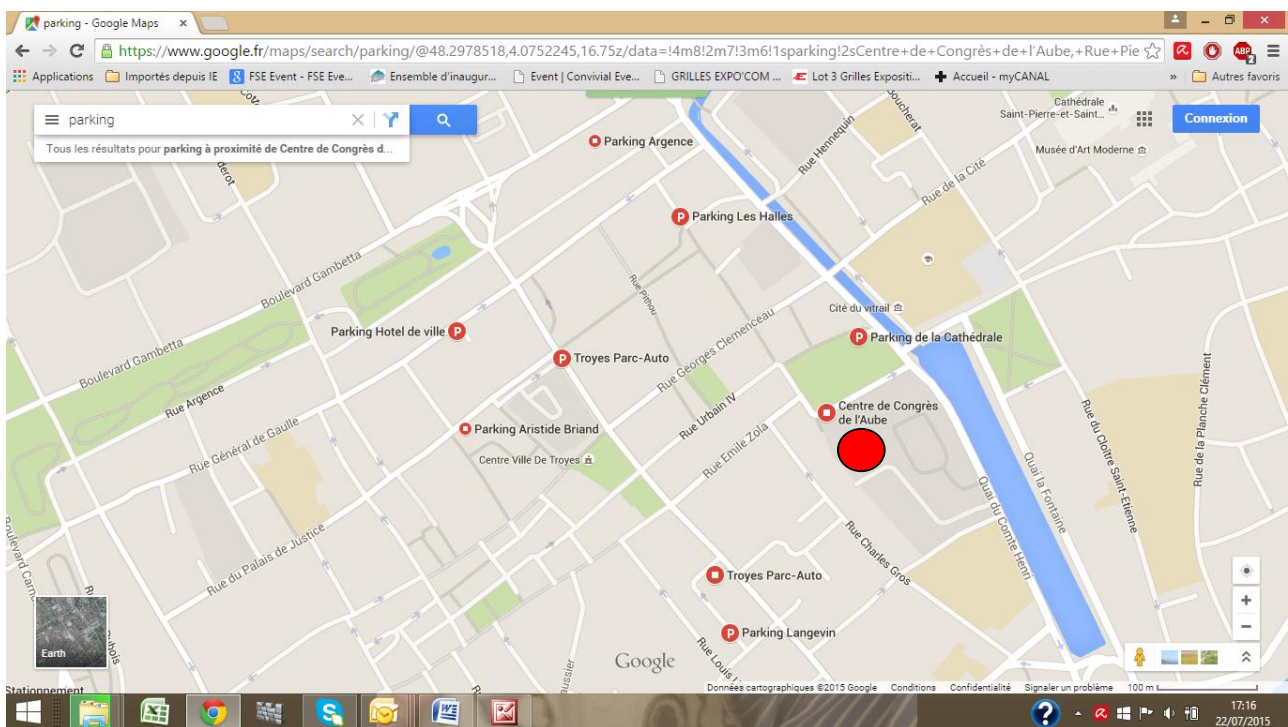 parking - Google Maps
https://www.google.fr/maps/search/parking/@48.2978518,4.0752245,16.75z/data=!4m8!2m7!3m6!1sparking!2sCentre+de+Congrès+de+l'Aube,+Rue+Pie
Applications Importés depuis IE FSE Event - FSE Eve... Ensemble d'inaugur... Event | Convivial Eve... GRILLES EXPO'COM ... Lot 3 Grilles Expositi... Accueil - myCANAL » Autres favoris
parking
Connexion
Tous les résultats pour parking à proximité de Centre de Congrès d...
Cathédrale
Saint-Pierre-et-Saint...
Musée d'Art Moderne
Parking Argence
Rue Hennequin
Boucherat
Rue de la Cité
Parking Les Halles
Boulevard Gambetta
Rue Pithou
Cité du vitrail
Parking Hotel de ville
Parking de la Cathédrale
Rue Georges Clemenceau
Troyes Parc-Auto
Boulevard Gambetta
Rue Argence
Centre de Congrès
de l'Aube
Rue Urbain IV
Parking Aristide Briand
Rue Général de Gaulle
Centre Ville De Troyes
Rue Emile Zola
Rue du Cloître Saint-Etienne
Rue de la Planche Clément
Quai la Fontaine
Quai du Comte Henri
Rue du Palais de Justice
Rue Charles Gros
Troyes Parc-Auto
Parking Langevin
Rue Louis
Earth
Google
Stationnement
Données cartographiques ©2015 Google Conditions Confidentialité Signaler un problème 100 m
17:16
22/07/2015